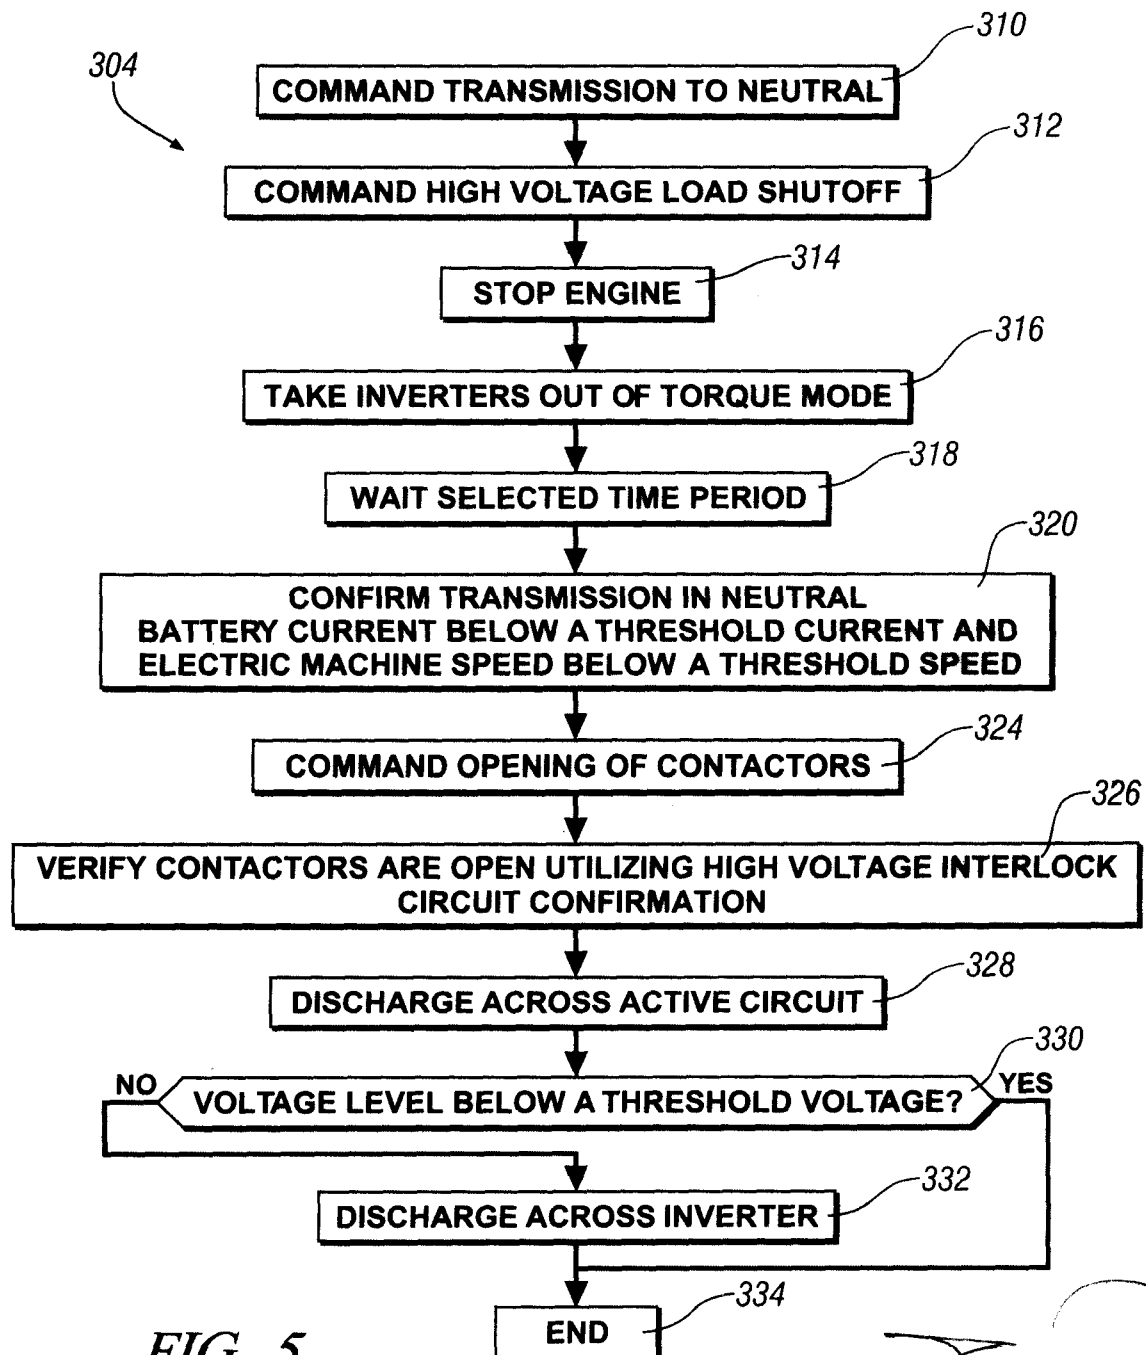 310
304
COMMAND TRANSMISSION TO NEUTRAL
312
COMMAND HIGH VOLTAGE LOAD SHUTOFF
314
STOP ENGINE
316
TAKE INVERTERS OUT OF TORQUE MODE
318
WAIT SELECTED TIME PERIOD
320
CONFIRM TRANSMISSION IN NEUTRAL
BATTERY CURRENT BELOW A THRESHOLD CURRENT AND
ELECTRIC MACHINE SPEED BELOW A THRESHOLD SPEED
324
COMMAND OPENING OF CONTACTORS
326
VERIFY CONTACTORS ARE OPEN UTILIZING HIGH VOLTAGE INTERLOCK
CIRCUIT CONFIRMATION
328
DISCHARGE ACROSS ACTIVE CIRCUIT
330
NO
YES
VOLTAGE LEVEL BELOW A THRESHOLD VOLTAGE?
332
DISCHARGE ACROSS INVERTER
334
END
FIG. 5